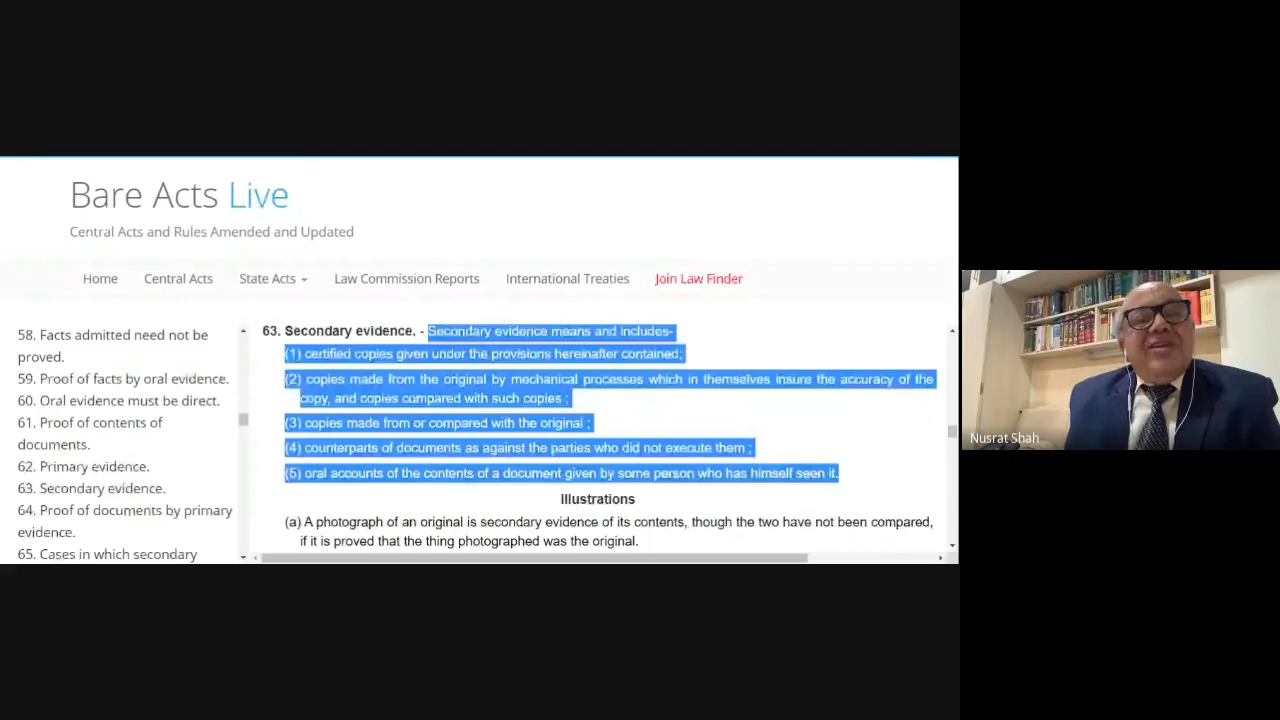 Bare Acts Live
Central Acts and Rules Amended and Updated
Home Central Acts State Acts Law Commission Reports International Treaties Join Law Finder
58. Facts admitted need not be
proved.
59. Proof of facts by oral evidence.
60. Oral evidence must be direct.
61. Proof of contents of
documents.
62. Primary evidence.
63. Secondary evidence.
64. Proof of documents by primary
evidence.
65. Cases in which secondary
63. Secondary evidence. - Secondary evidence means and includes-
(1) certified copies given under the provisions hereinafter contained;
(2) copies made from the original by mechanical processes which in themselves insure the accuracy of the
copy, and copies compared with such copies ;
(3) copies made from or compared with the original ;
(4) counterparts of documents as against the parties who did not execute them ;
(5) oral accounts of the contents of a document given by some person who has himself seen it.
Illustrations
(a) A photograph of an original is secondary evidence of its contents, though the two have not been compared,
if it is proved that the thing photographed was the original.
Nusrat Shah